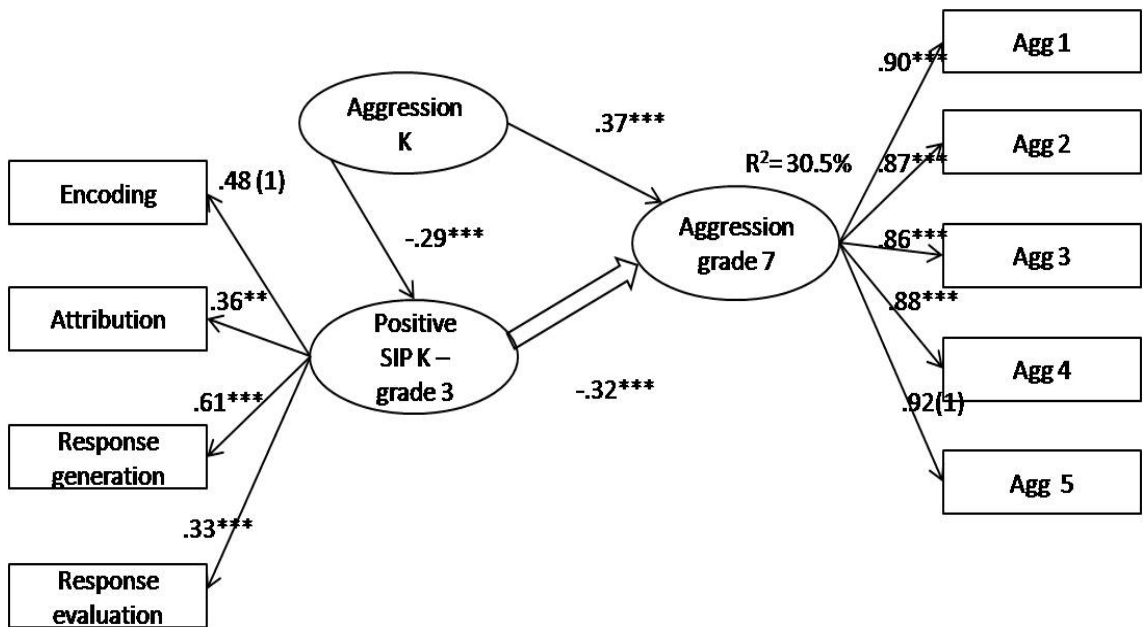 Agg 1
.90***
Aggression
K
.37***
Agg 2
R²= 30.5%
.87***
Encoding
.48 (1)
Aggression
grade 7
.86***
Agg 3
-.29***
Attribution
.36**
Positive
SIP K –
grade 3
.88***
Agg 4
-.32***
.92(1)
.61***
Response
generation
Agg  5
.33***
Response
evaluation